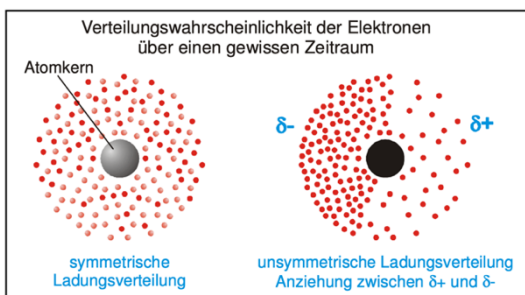 Verteilungswahrscheinlichkeit der Elektronen
über einen gewissen Zeitraum
Atomkern
δ-
δ+
symmetrische
Ladungsverteilung
unsymmetrische Ladungsverteilung
Anziehung zwischen δ+ und δ-